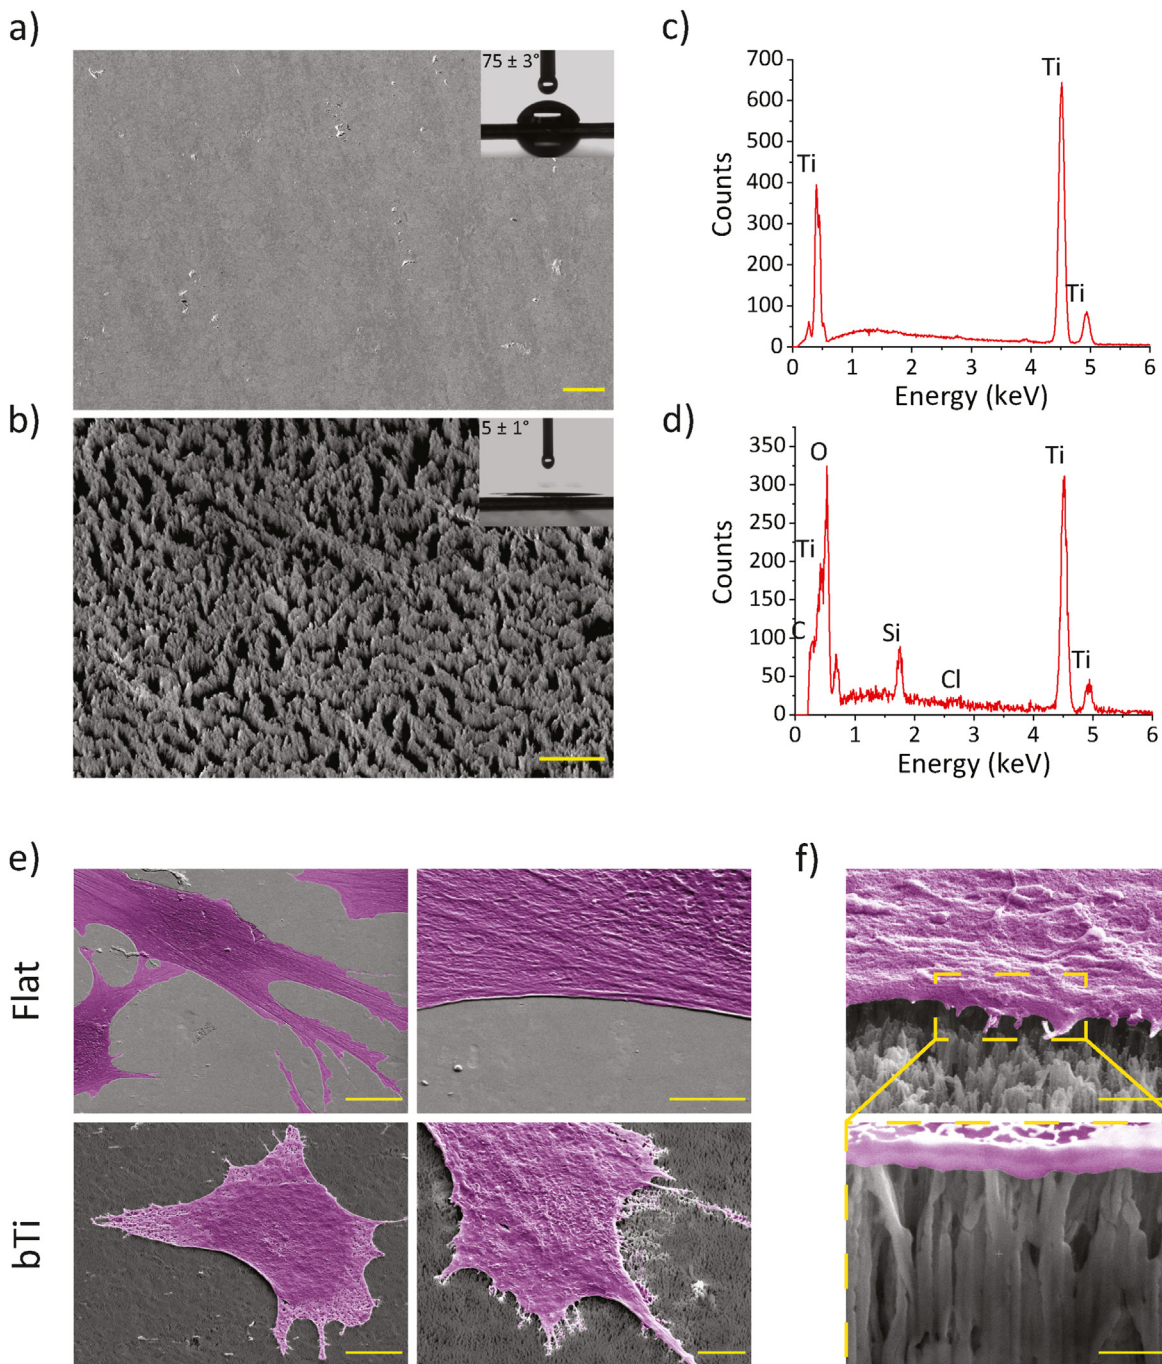 a)
75 ± 3°
b)
5 ± 1°
c)
700
600
500
400
300
200
100
0
Counts
Ti
Ti
Ti
0 1 2 3 4 5 6
Energy (keV)
d)
350
300
250
200
150
100
50
0
Counts
C
Ti
O
Si
Cl
Ti
Ti
0 1 2 3 4 5 6
Energy (keV)
e)
Flat
bTi
f)